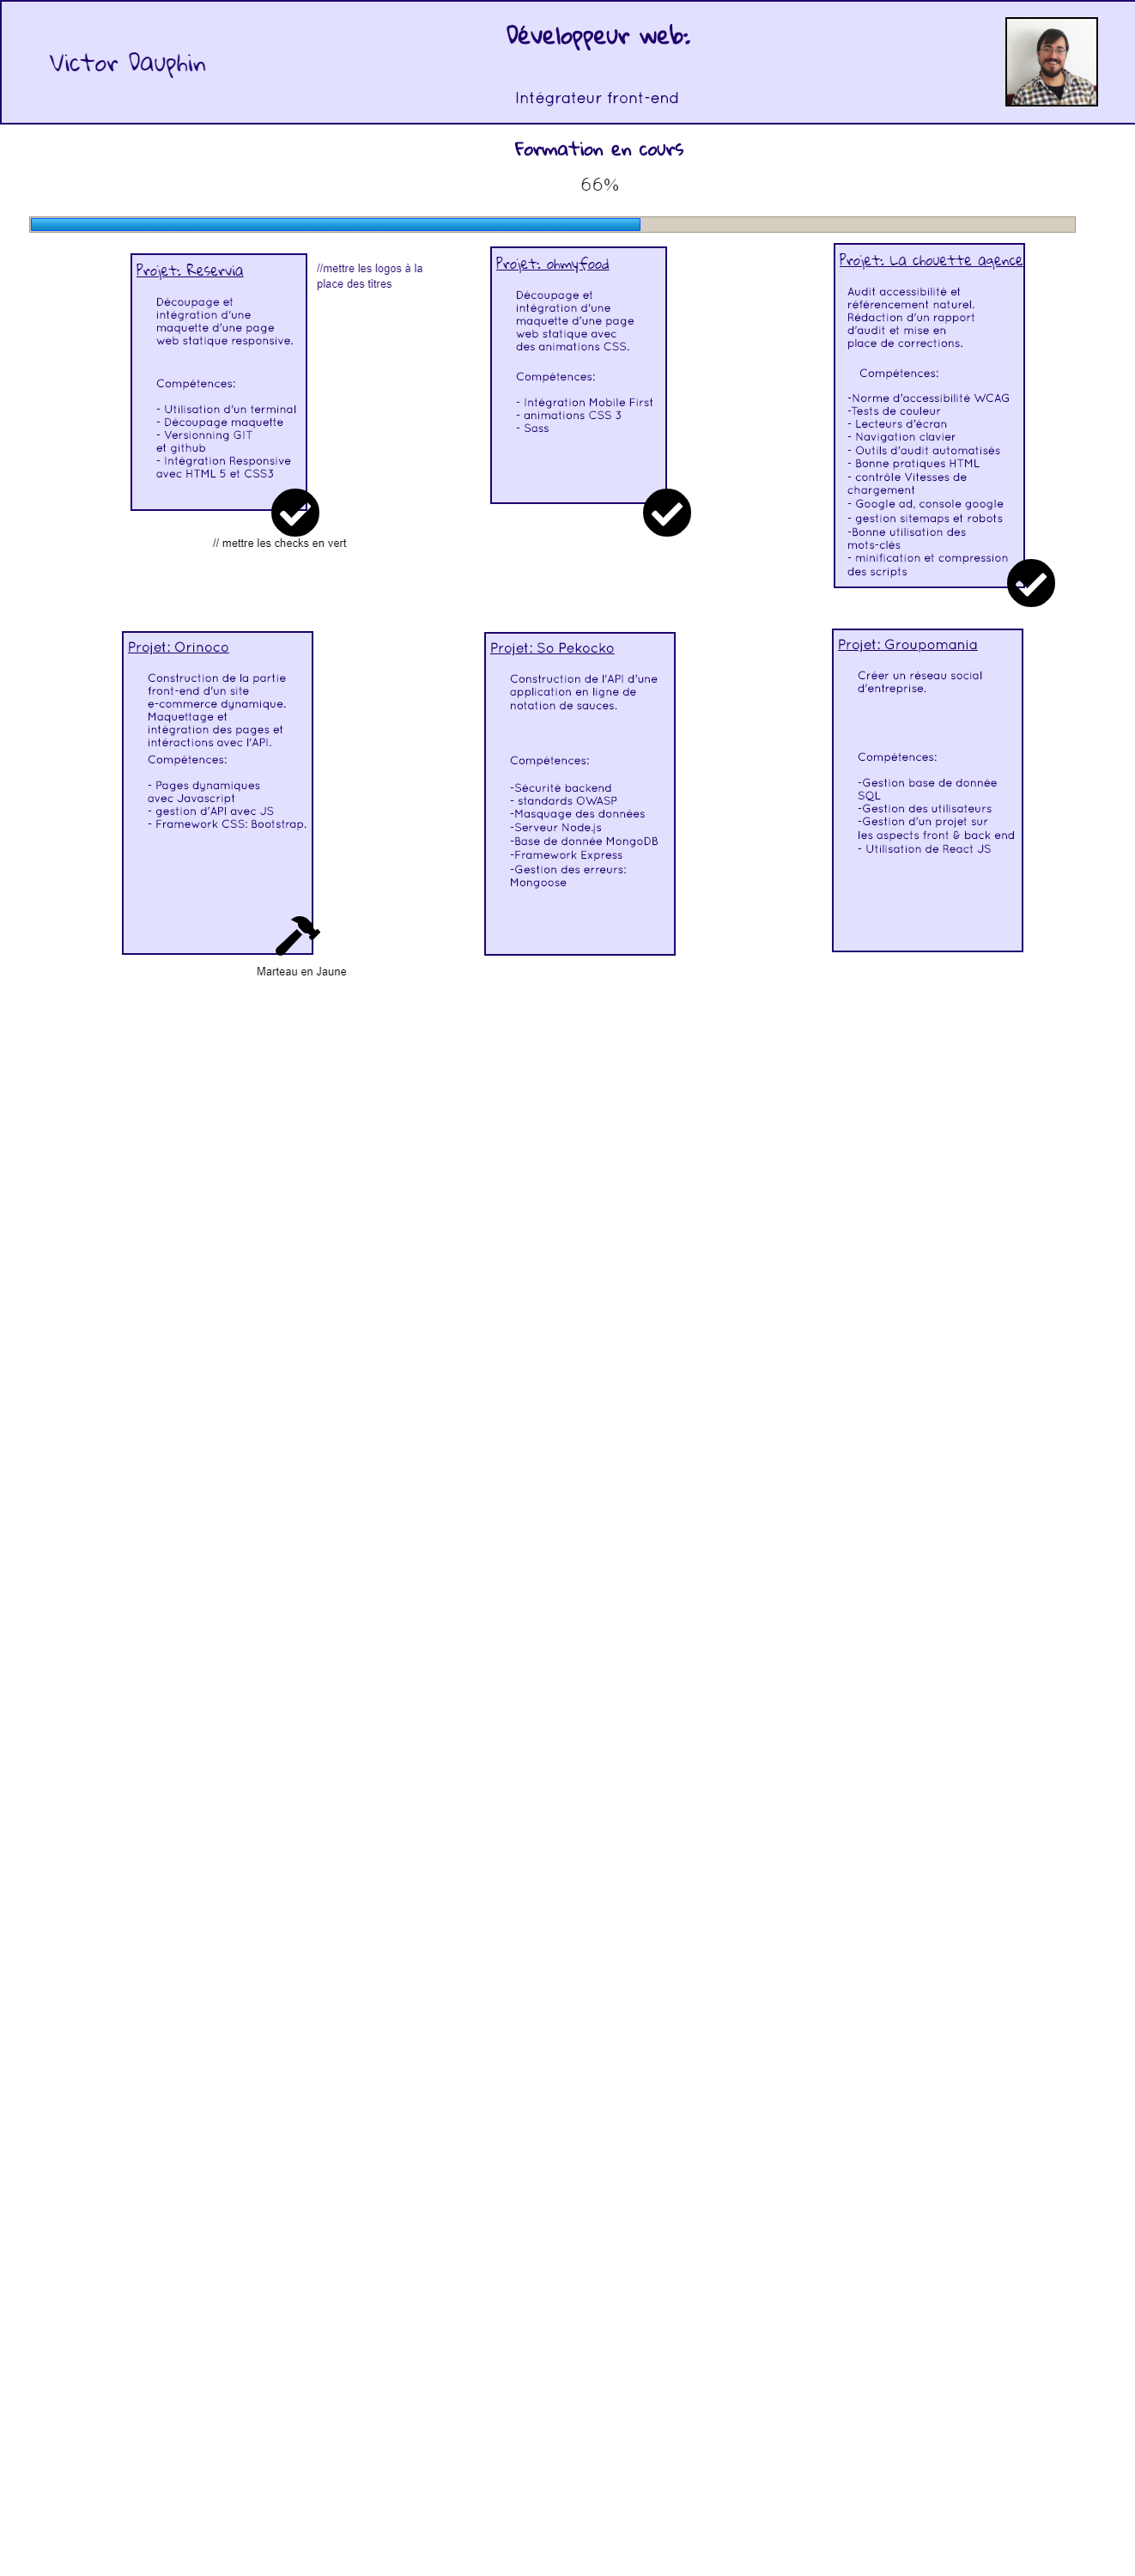 Victor Dauphin
Développeur web:
Intégrateur front-end
Formation en cours
66%
Projet: Reservia
Découpage et
intégration d'une
maquette d'une page
web statique responsive.
Compétences:
- Utilisation d'un terminal
- Découpage maquette
- Versionning GIT
et github
- Intégration Responsive
avec HTML 5 et CSS3
//mettre les logos à la
place des titres
// mettre les checks en vert
Projet: ohmyfood
Découpage et
intégration d'une
maquette d'une page
web statique avec
des animations CSS.
Compétences:
- Intégration Mobile First
- animations CSS 3
- Sass
Projet: La chouette agence
Audit accessibilité et
référencement naturel.
Rédaction d'un rapport
d'audit et mise en
place de corrections.
Compétences:
-Norme d'accessibilité WCAG
-Tests de couleur
- Lecteurs d'écran
- Navigation clavier
- Outils d'audit automatisés
- Bonne pratiques HTML
- contrôle Vitesses de
chargement
- Google ad, console google
- gestion sitemaps et robots
-Bonne utilisation des
mots-clés
- minification et compression
des scripts
Projet: Orinoco
Construction de la partie
front-end d'un site
e-commerce dynamique.
Maquettage et
intégration des pages et
intéractions avec l'API.
Compétences:
- Pages dynamiques
avec Javascript
- gestion d'API avec JS
- Framework CSS: Bootstrap.
Marteau en Jaune
Projet: So Pekocko
Construction de l'API d'une
application en ligne de
notation de sauces.
Compétences:
-Sécurité backend
- standards OWASP
-Masquage des données
-Serveur Node.js
-Base de donnée MongoDB
-Framework Express
-Gestion des erreurs:
Mongoose
Projet: Groupomania
Créer un réseau social
d'entreprise.
Compétences:
-Gestion base de donnée
SQL
-Gestion des utilisateurs
-Gestion d'un projet sur
les aspects front & back end
- Utilisation de React JS